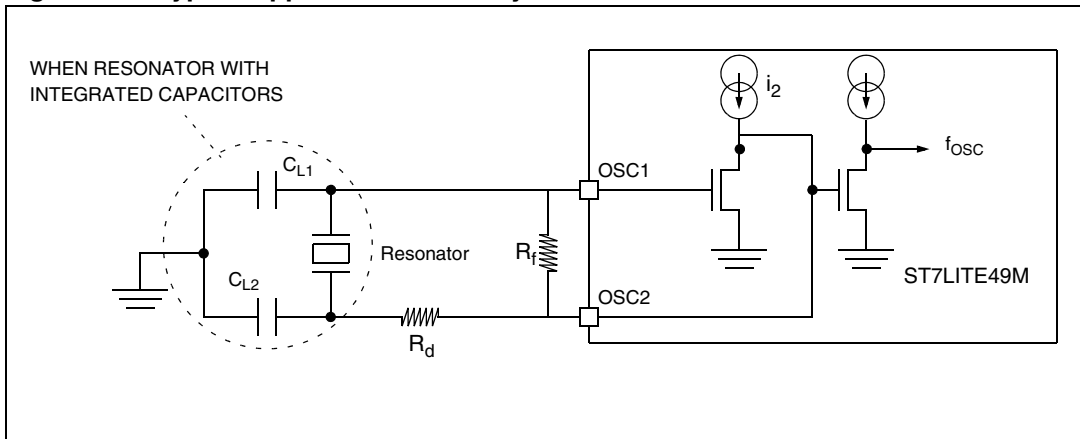 WHEN RESONATOR WITH
INTEGRATED CAPACITORS
CL1
CL2
Resonator
Rd
Rf
OSC1
OSC2
i2
fOSC
ST7LITE49M